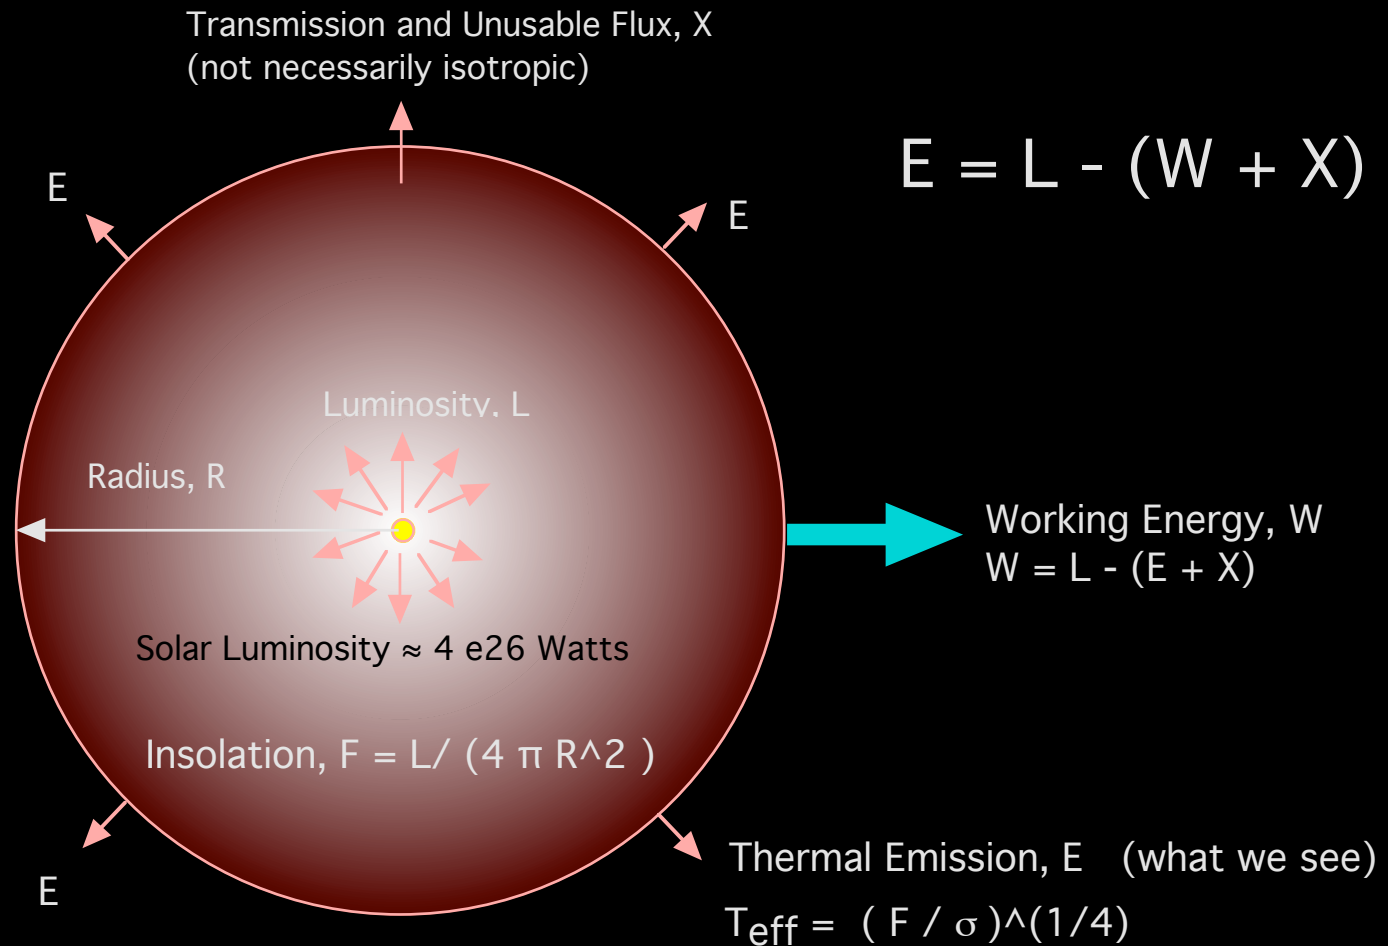 Transmission and Unusable Flux, X
(not necessarily isotropic)
E = L - (W + X)
E
E
Luminosity, L
Radius, R
Working Energy, W
W = L - (E + X)
Solar Luminosity ≈ 4 e26 Watts
Insolation, F = L/ (4 π R^2 )
Thermal Emission, E (what we see)
E
Teff = ( F / σ )^(1/4)